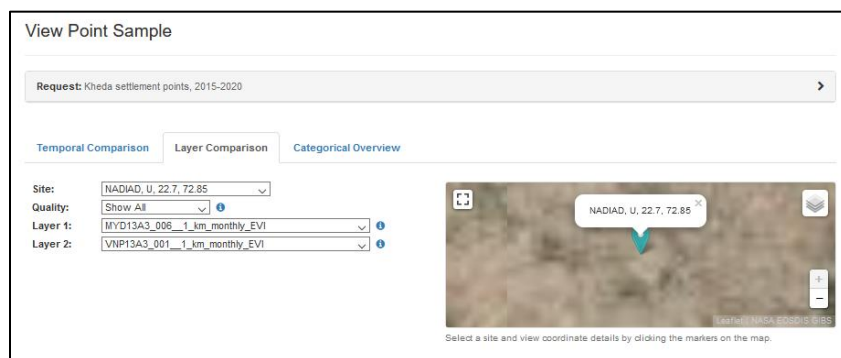 View Point Sample
Request: Kheda settlement points, 2015-2020
Temporal Comparison Layer Comparison Categorical Overview
Site: NADIAD, U, 22.7, 72.85
Quality: Show All
Layer 1: MYD13A3_006__1_km_monthly_EVI
Layer 2: VNP13A3_001__1_km_monthly_EVI
NADIAD, U, 22.7, 72.85 ×
+
−
Leaflet | NASA EOSDIS GIBS
Select a site and view coordinate details by clicking the markers on the map.